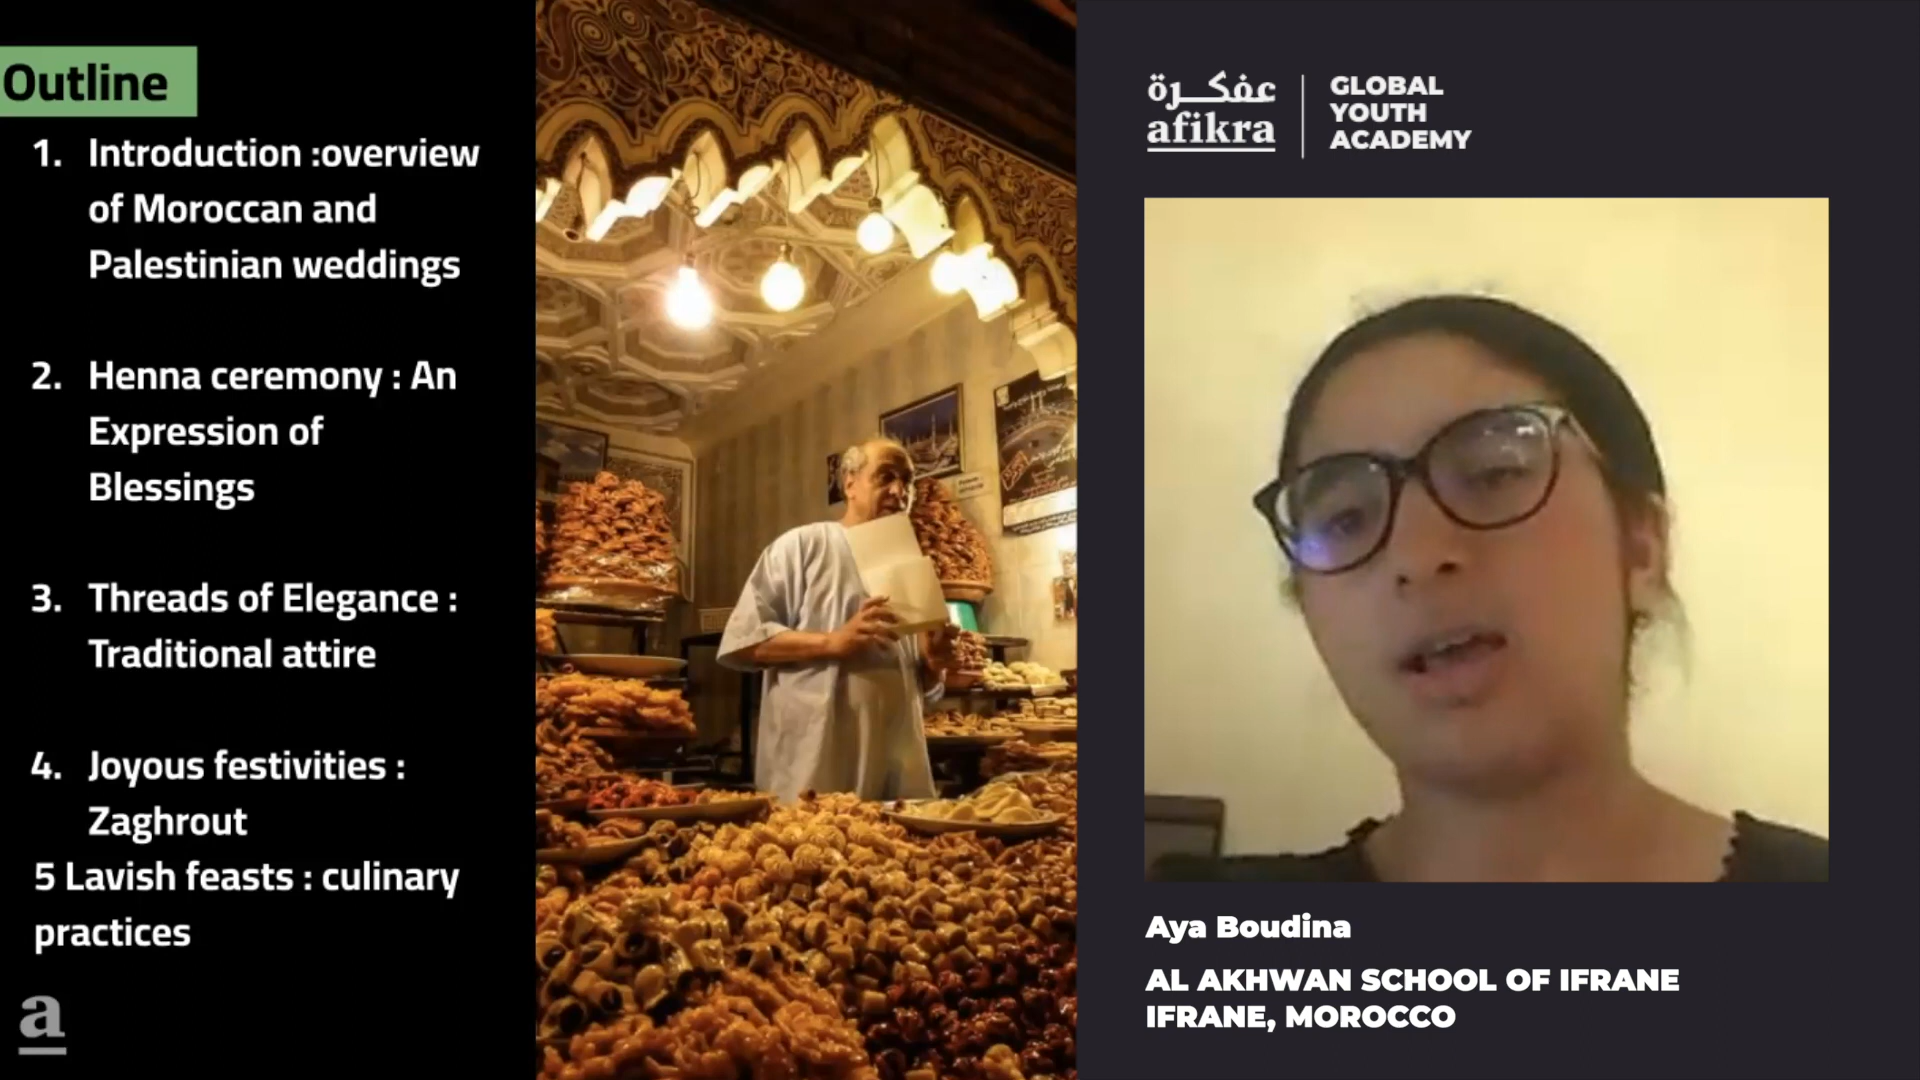 Outline
1. Introduction :overview
of Moroccan and
Palestinian weddings
2. Henna ceremony : An
Expression of
Blessings
3. Threads of Elegance :
Traditional attire
4. Joyous festivities :
Zaghrout
5 Lavish feasts : culinary
practices
a
عفكرة
afikra
GLOBAL
YOUTH
ACADEMY
Aya Boudina
AL AKHWAN SCHOOL OF IFRANE
IFRANE, MOROCCO